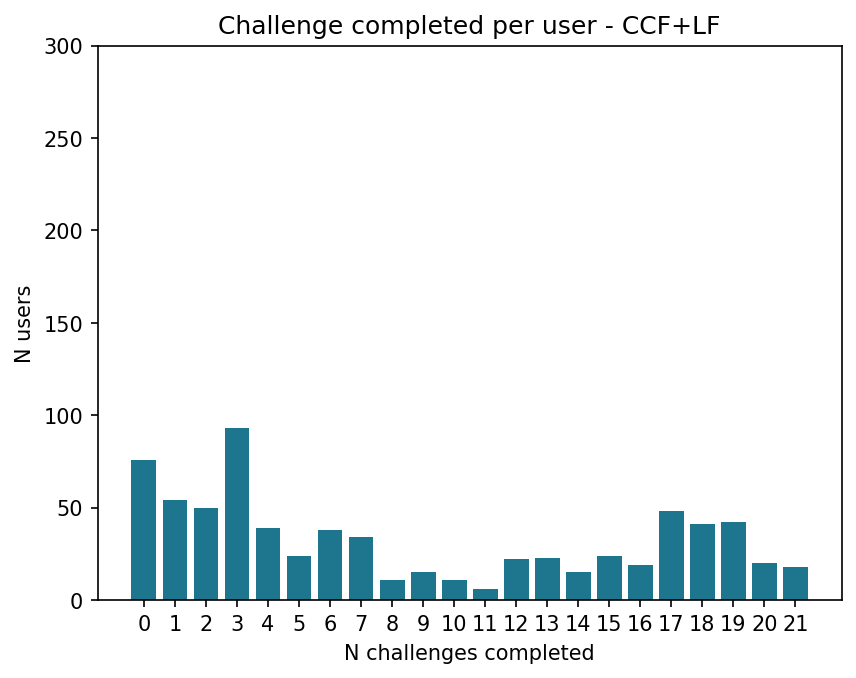 Challenge completed per user - CCF+LF
300
250
200
150
100
50
0
N users
0 1 2 3 4 5 6 7 8 9 10 11 12 13 14 15 16 17 18 19 20 21
N challenges completed